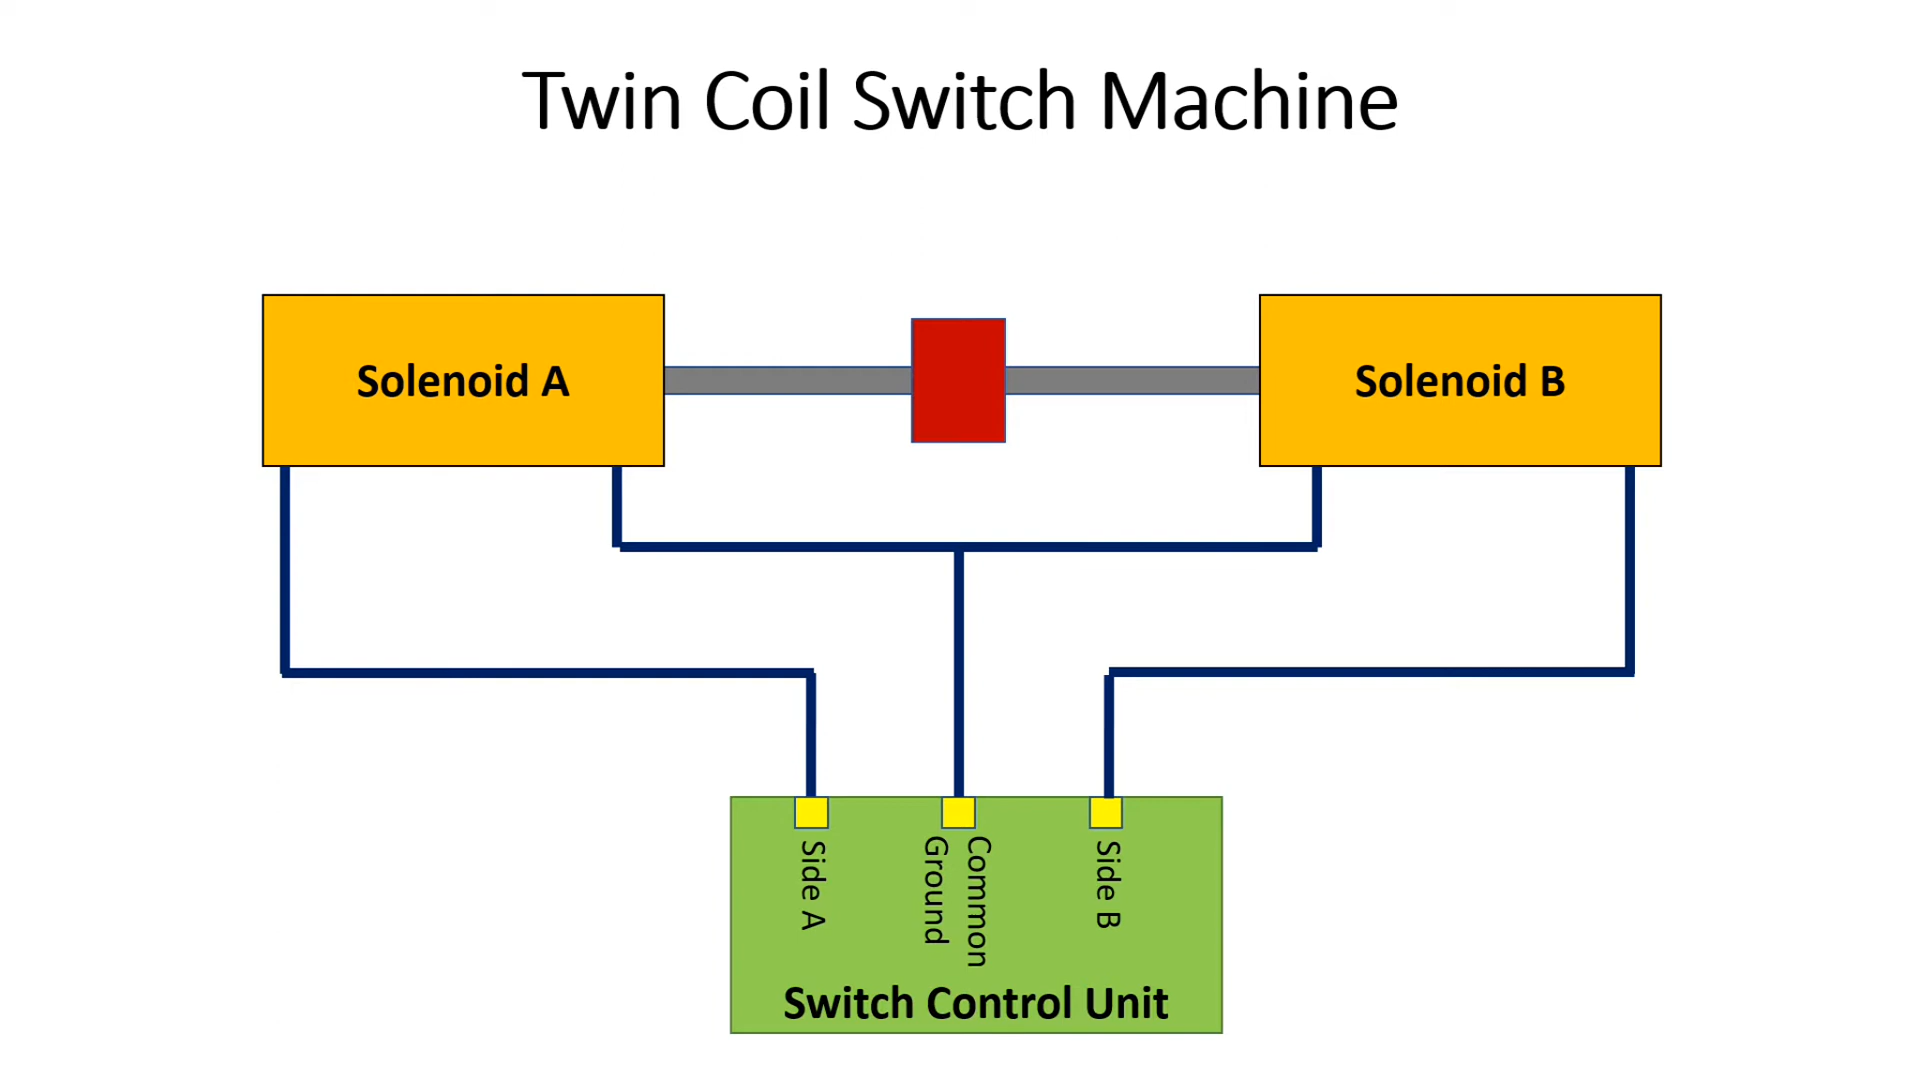 Twin Coil Switch Machine
Solenoid A
Solenoid B
Side A
Common
Ground
Side B
Switch Control Unit